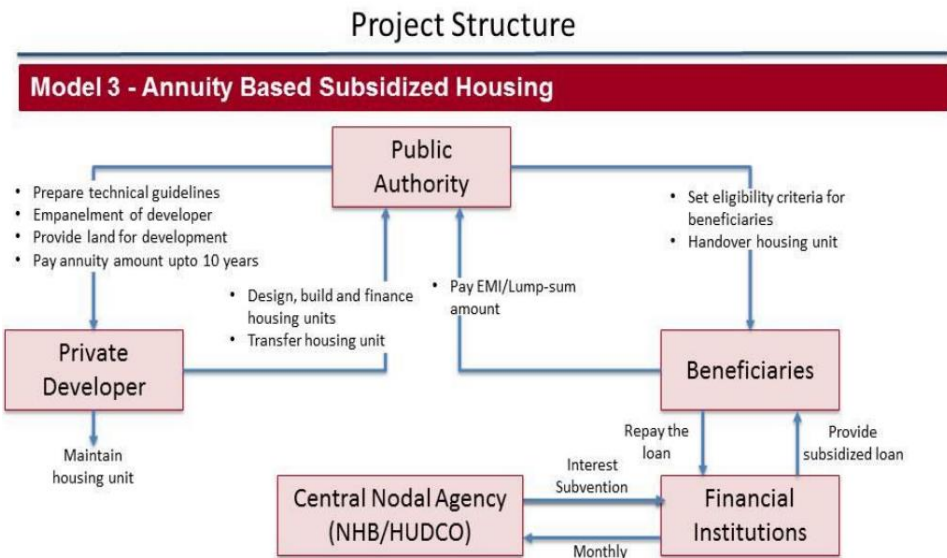 Project Structure
Model 3 - Annuity Based Subsidized Housing
Public
Authority
• Prepare technical guidelines
• Empanelment of developer
• Provide land for development
• Pay annuity amount upto 10 years
• Set eligibility criteria for
beneficiaries
• Handover housing unit
• Design, build and finance
housing units
• Transfer housing unit
• Pay EMI/Lump-sum
amount
Private
Developer
Beneficiaries
Maintain
housing unit
Repay the
loan
Provide
subsidized loan
Interest
Subvention
Central Nodal Agency
(NHB/HUDCO)
Financial
Institutions
Monthly